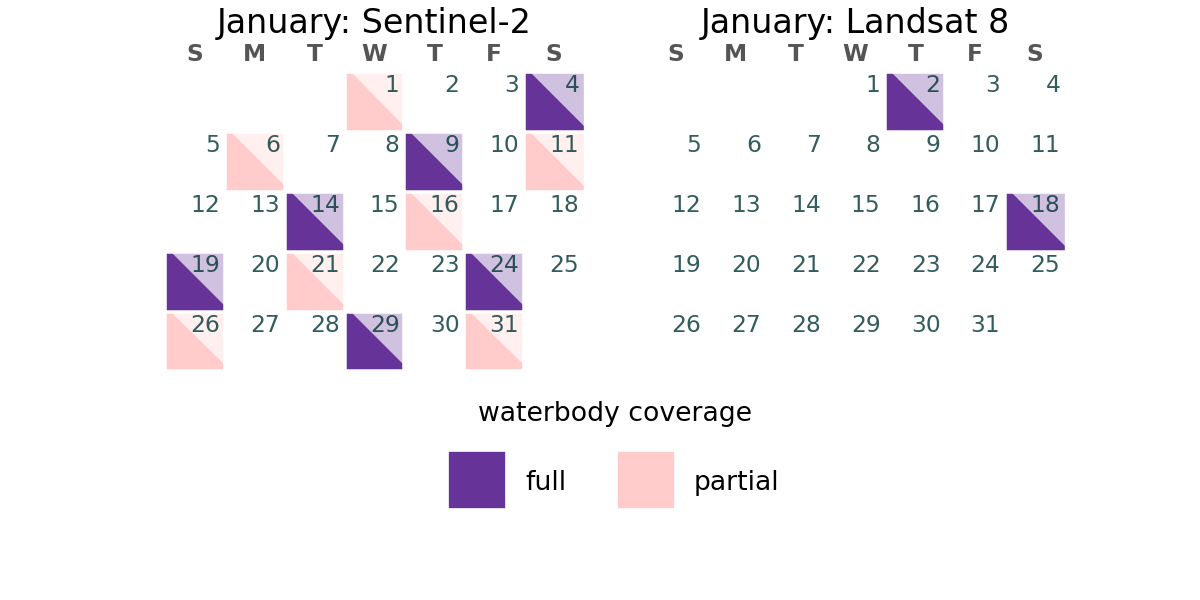 January: Sentinel-2
S M T W T F S
1 2 3 4
5 6 7 8 9 10 11
12 13 14 15 16 17 18
19 20 21 22 23 24 25
26 27 28 29 30 31
January: Landsat 8
S M T W T F S
1 2 3 4
5 6 7 8 9 10 11
12 13 14 15 16 17 18
19 20 21 22 23 24 25
26 27 28 29 30 31
waterbody coverage
full
partial